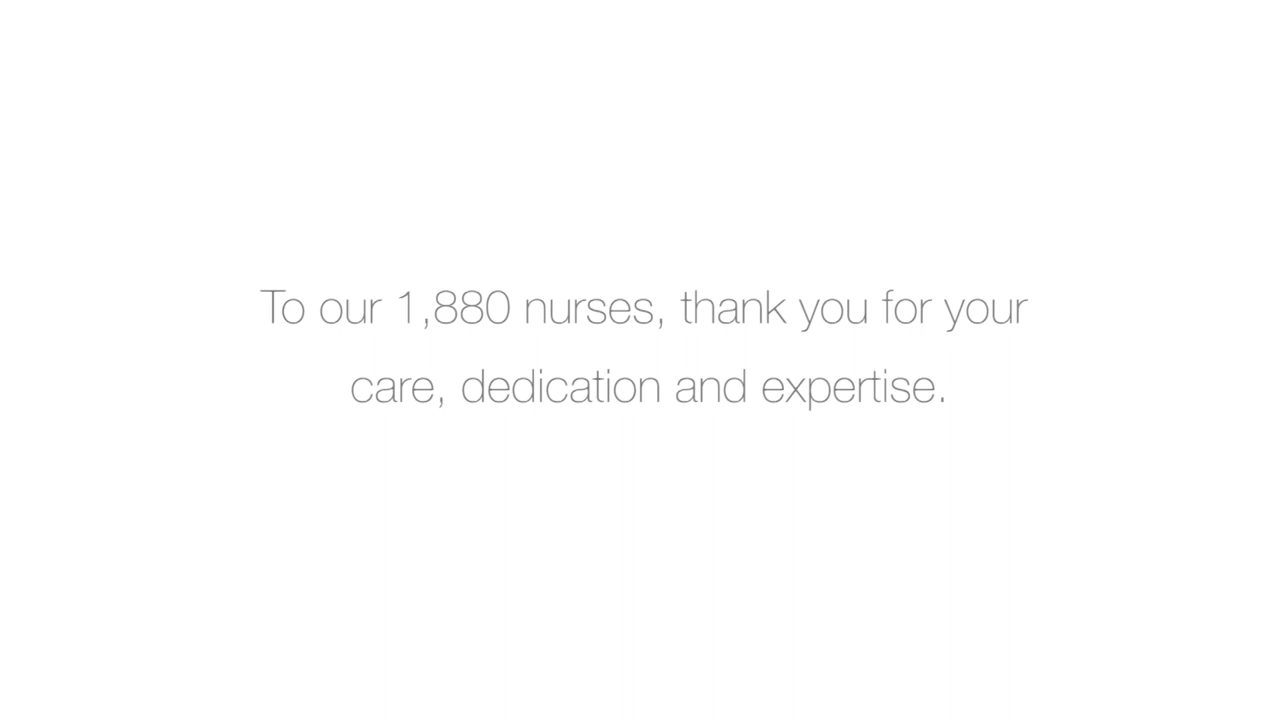 To our 1,880 nurses, thank you for your
care, dedication and expertise.